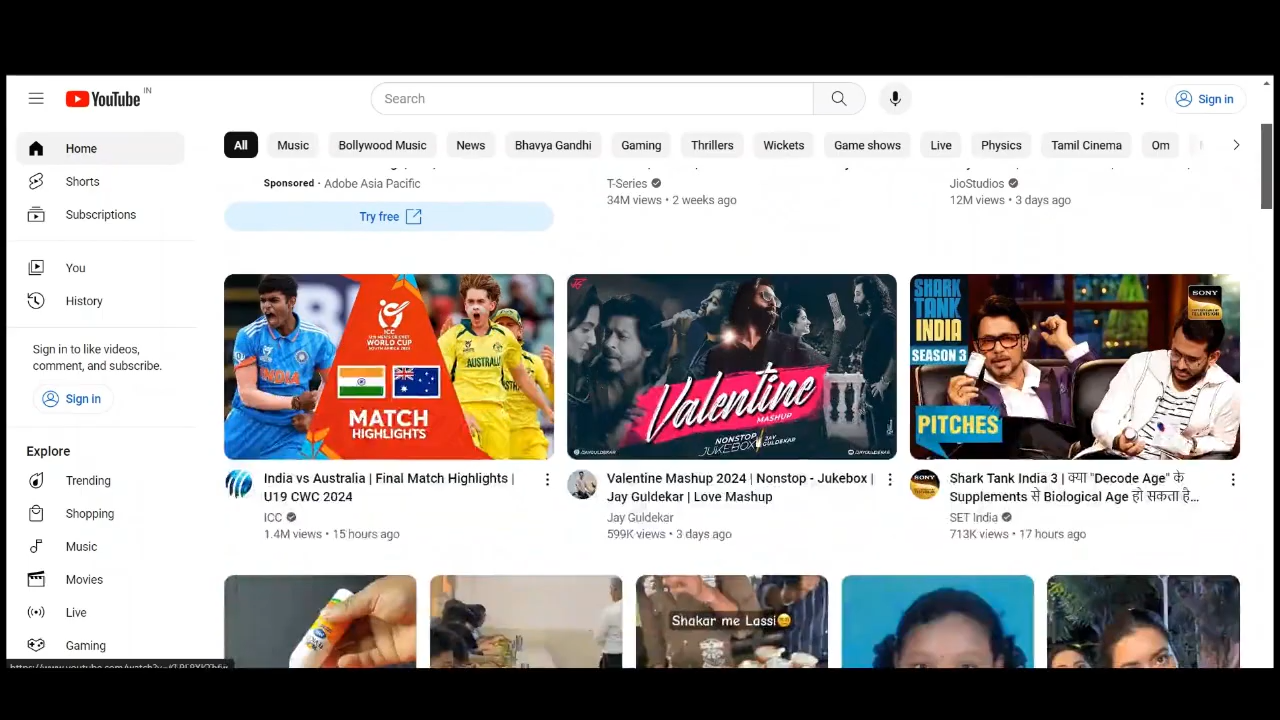 YouTube IN
Search
Sign in
Home
Shorts
Subscriptions
You
History
Sign in to like videos,
comment, and subscribe.
Sign in
Explore
Trending
Shopping
Music
Movies
Live
Gaming
All Music Bollywood Music News Bhavya Gandhi Gaming Thrillers Wickets Game shows Live Physics Tamil Cinema Om
Sponsored · Adobe Asia Pacific
Try free
T-Series
34M views • 2 weeks ago
JioStudios
12M views • 3 days ago
INDIA
ICC
WORLD CUP
AUSTRALIA
MATCH
HIGHLIGHTS
India vs Australia | Final Match Highlights |
U19 CWC 2024
ICC
1.4M views • 15 hours ago
Valentine
MASHUP
NONSTOP
JUKEBOX
JAY
GULDEKAR
Valentine Mashup 2024 | Nonstop - Jukebox |
Jay Guldekar | Love Mashup
Jay Guldekar
599K views • 3 days ago
SHARK
TANK
INDIA
SEASON 3
SONY
PITCHES
Shark Tank India 3 | क्या "Decode Age" के
Supplements से Biological Age हो सकता है...
SET India
713K views • 17 hours ago
Shakar me Lassi😇